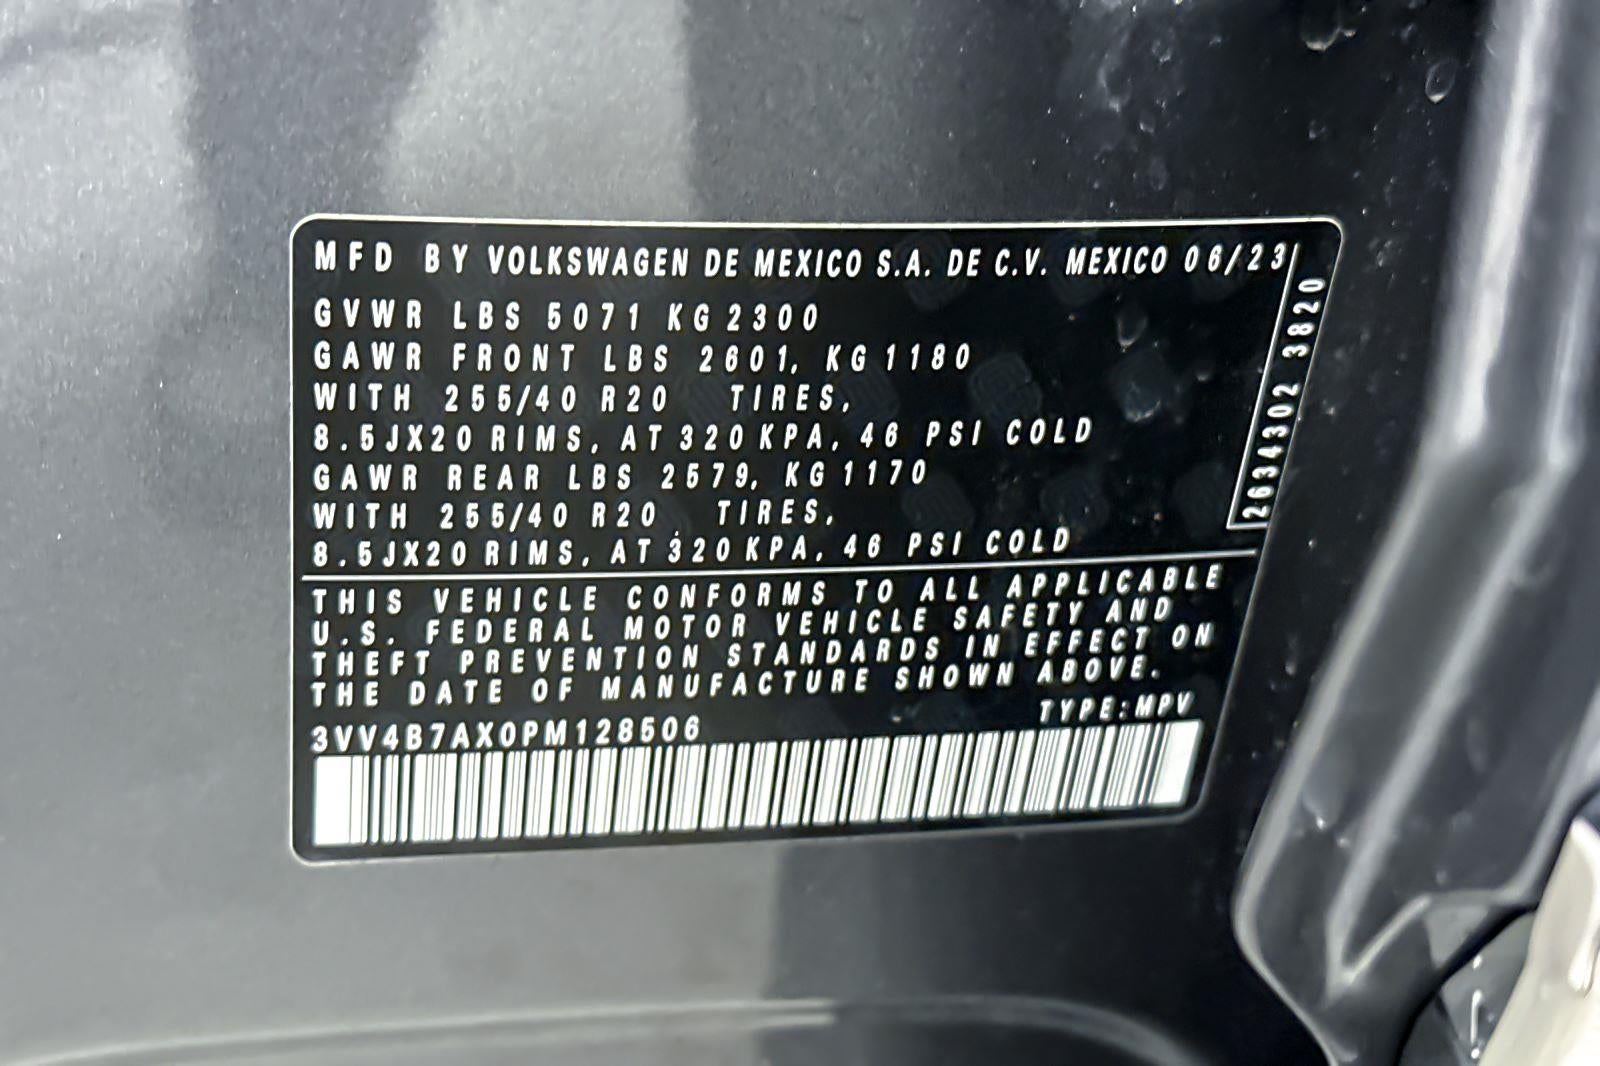 MFD BY VOLKSWAGEN DE MEXICO S.A. DE C.V. MEXICO 06/23
GVWR LBS 5071 KG 2300
GAWR FRONT LBS 2601, KG 1180
WITH 255/40 R20 TIRES,
8.5JX20 RIMS, AT 320 KPA, 46 PSI COLD
GAWR REAR LBS 2579, KG 1170
WITH 255/40 R20 TIRES,
8.5JX20 RIMS, AT 320 KPA, 46 PSI COLD
2634302 3820
THIS VEHICLE CONFORMS TO ALL APPLICABLE
U.S. FEDERAL MOTOR VEHICLE SAFETY AND
THEFT PREVENTION STANDARDS IN EFFECT ON
THE DATE OF MANUFACTURE SHOWN ABOVE.
3VV4B7AX0PM128506 TYPE:MPV